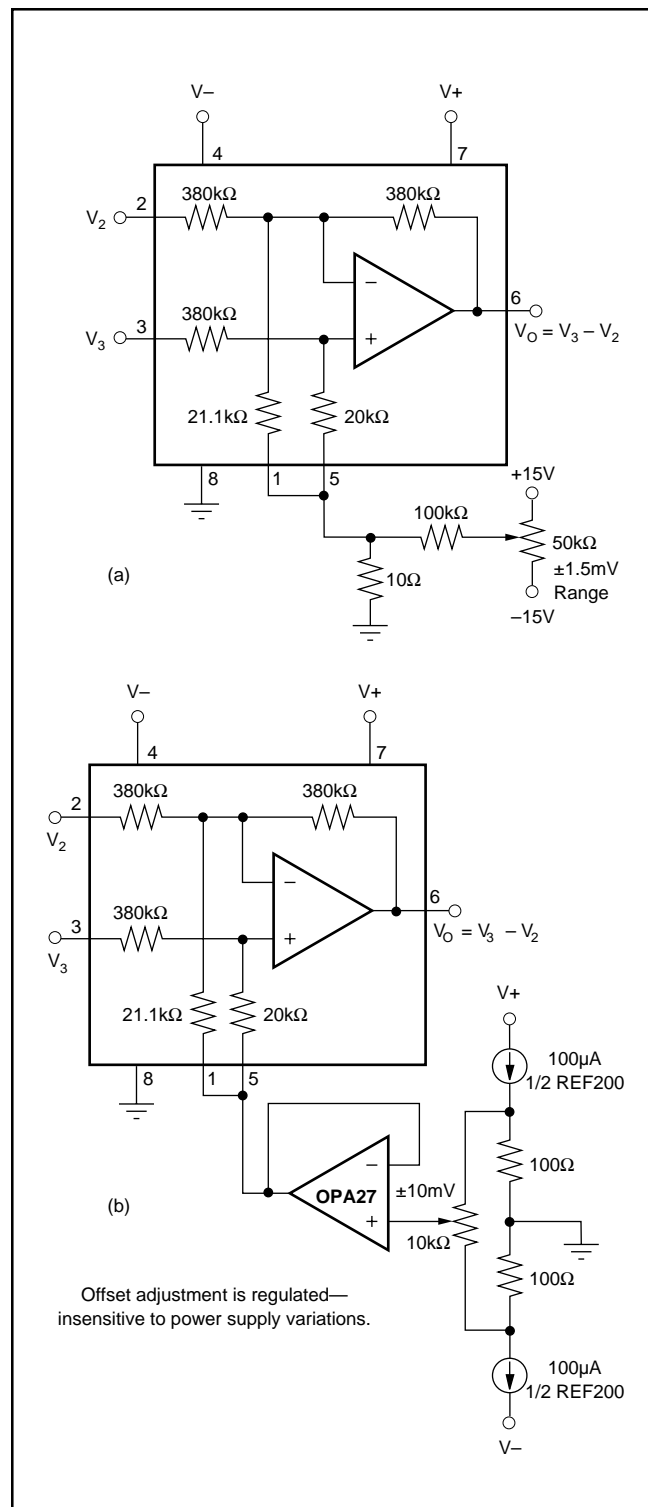 V–
V+
4
7
380kΩ
380kΩ
V2
2
–
6
VO = V3 – V2
380kΩ
V3
3
+
21.1kΩ
20kΩ
8
1
5
+15V
100kΩ
50kΩ
±1.5mV
Range
10Ω
–15V
(a)
V–
V+
4
7
380kΩ
380kΩ
2
V2
–
6
VO = V3 – V2
380kΩ
3
V3
+
21.1kΩ
20kΩ
8
1
5
V+
100µA
1/2 REF200
–
OPA27
+
±10mV
10kΩ
100Ω
100Ω
(b)
Offset adjustment is regulated—
insensitive to power supply variations.
100µA
1/2 REF200
V–